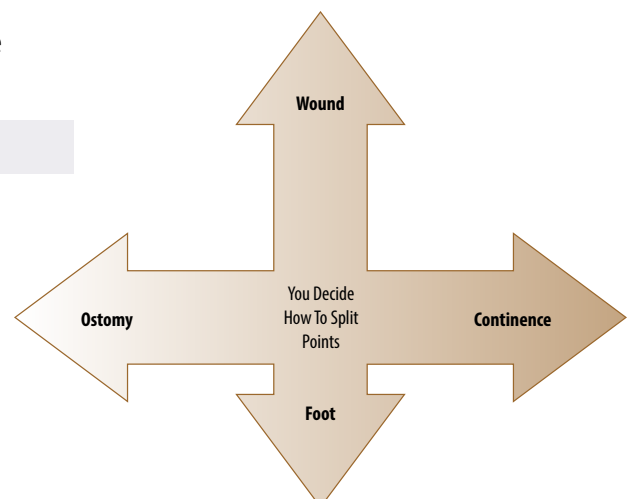 e
Wound
You Decide
How To Split
Points
Ostomy
Continence
Foot